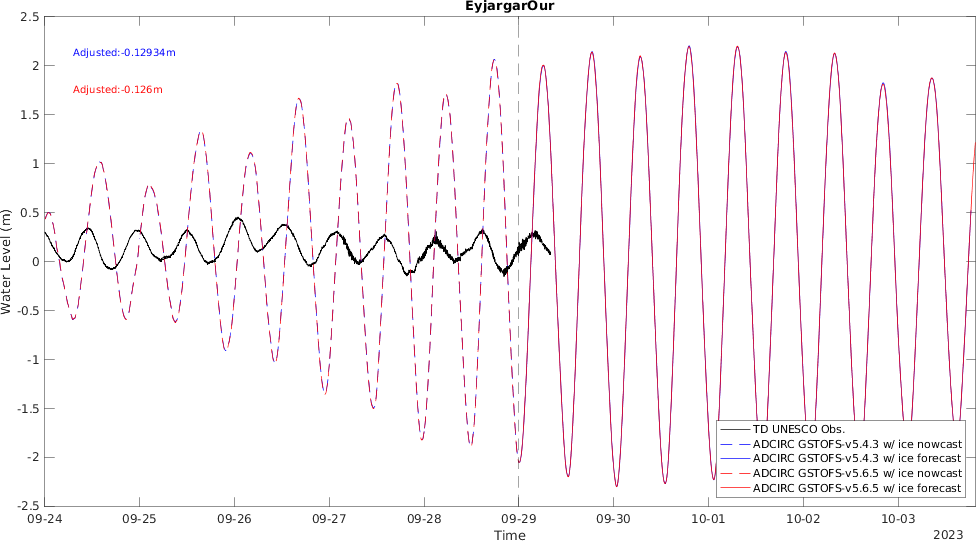 EyjargarOur
Adjusted:-0.12934m
Adjusted:-0.126m
2.5
2
1.5
1
0.5
0
-0.5
-1
-1.5
-2
-2.5
Water Level (m)
TD UNESCO Obs.
ADCIRC GSTOFS-v5.4.3 w/ ice nowcast
ADCIRC GSTOFS-v5.4.3 w/ ice forecast
ADCIRC GSTOFS-v5.6.5 w/ ice nowcast
ADCIRC GSTOFS-v5.6.5 w/ ice forecast
09-24 09-25 09-26 09-27 09-28 09-29 09-30 10-01 10-02 10-03
Time
2023